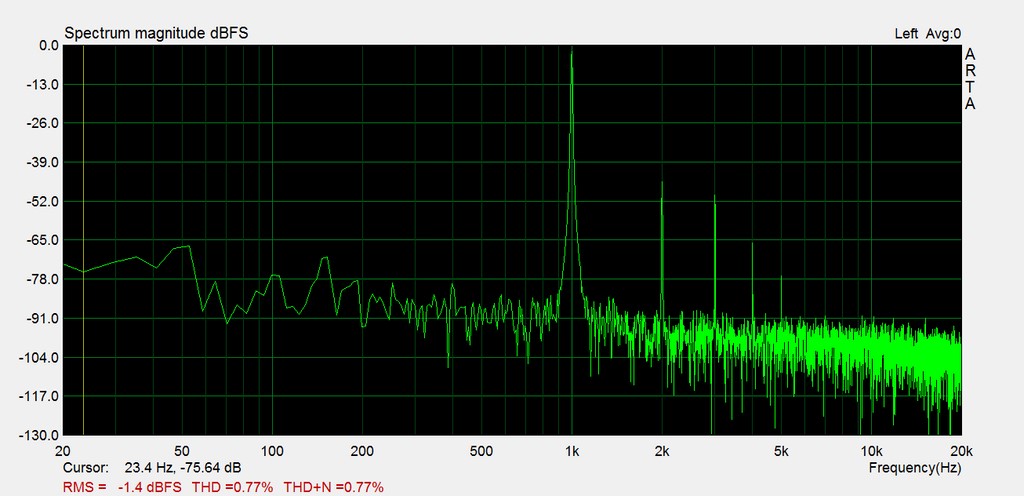 Spectrum magnitude dBFS
Left Avg:0
A
R
T
A
0.0
-13.0
-26.0
-39.0
-52.0
-65.0
-78.0
-91.0
-104.0
-117.0
-130.0
20 50 100 200 500 1k 2k 5k 10k 20k
Cursor: 23.4 Hz, -75.64 dB
Frequency(Hz)
RMS = -1.4 dBFS THD =0.77% THD+N =0.77%